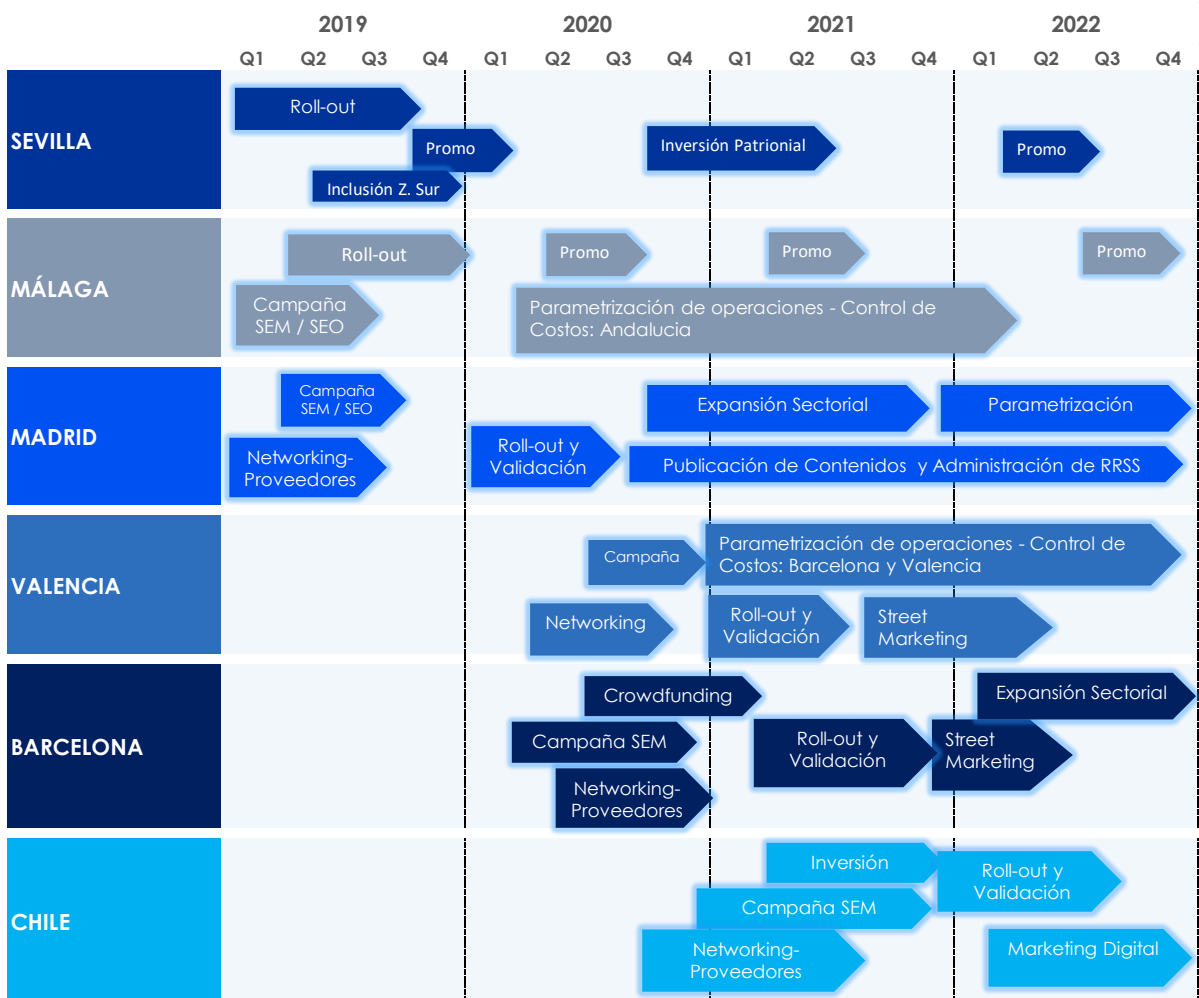 2019 2020 2021 2022
Q1 Q2 Q3 Q4 Q1 Q2 Q3 Q4 Q1 Q2 Q3 Q4 Q1 Q2 Q3 Q4
SEVILLA
Roll-out
Promo
Inclusión Z. Sur
Inversión Patrionial
Promo
MÁLAGA
Roll-out
Promo
Promo
Promo
Campaña
SEM / SEO
Parametrización de operaciones - Control de
Costos: Andalucia
MADRID
Campaña
SEM / SEO
Expansión Sectorial
Parametrización
Networking-
Proveedores
Roll-out y
Validación
Publicación de Contenidos y Administración de RRSS
VALENCIA
Campaña
Parametrización de operaciones - Control de
Costos: Barcelona y Valencia
Networking
Roll-out y
Validación
Street
Marketing
BARCELONA
Crowdfunding
Expansión Sectorial
Campaña SEM
Roll-out y
Validación
Street
Marketing
Networking-
Proveedores
CHILE
Inversión
Roll-out y
Validación
Campaña SEM
Networking-
Proveedores
Marketing Digital